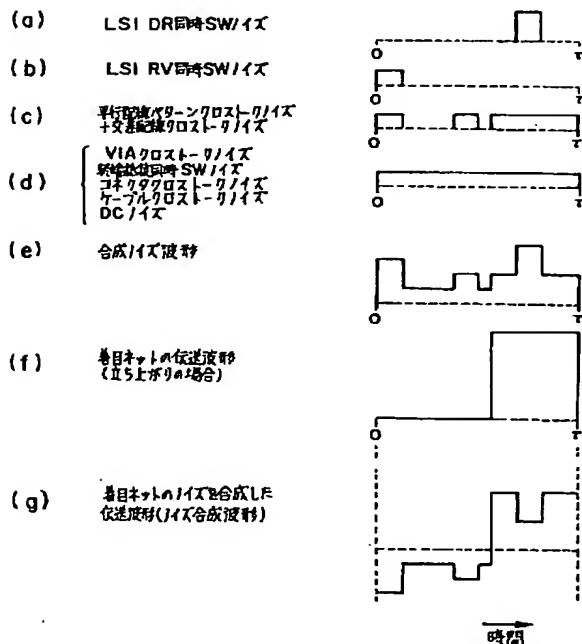 (a) LSI DR同時SWノイズ
0 τ
(b) LSI RV同時SWノイズ
0 τ
(c) 平行配線パターンクロストークノイズ
+交差配線クロストークノイズ
0 τ
(d) VIAクロストークノイズ
終端抵抗同時SWノイズ
コネクタクロストークノイズ
ケーブルクロストークノイズ
DCノイズ
0 τ
(e) 合成ノイズ波形
0 τ
(f) 着目ネットの伝送波形
(立ち上がりの場合)
0 τ
(g) 着目ネットのノイズを合成した
伝送波形(ノイズ合成波形)
時間